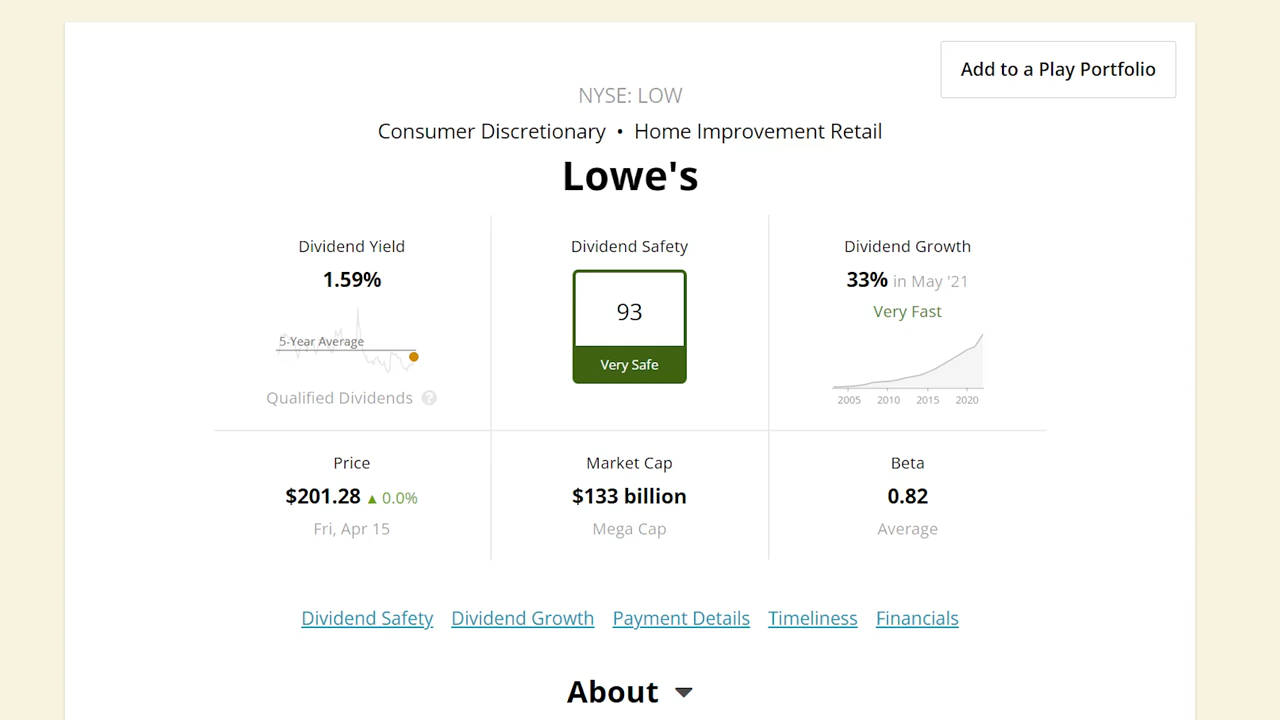 Add to a Play Portfolio
NYSE: LOW
Consumer Discretionary • Home Improvement Retail
Lowe's
Dividend Yield
1.59%
5-Year Average
Qualified Dividends ?
Dividend Safety
93
Very Safe
Dividend Growth
33% in May '21
Very Fast
2005 2010 2015 2020
Price
$201.28 ▲ 0.0%
Fri, Apr 15
Market Cap
$133 billion
Mega Cap
Beta
0.82
Average
Dividend Safety Dividend Growth Payment Details Timeliness Financials
About